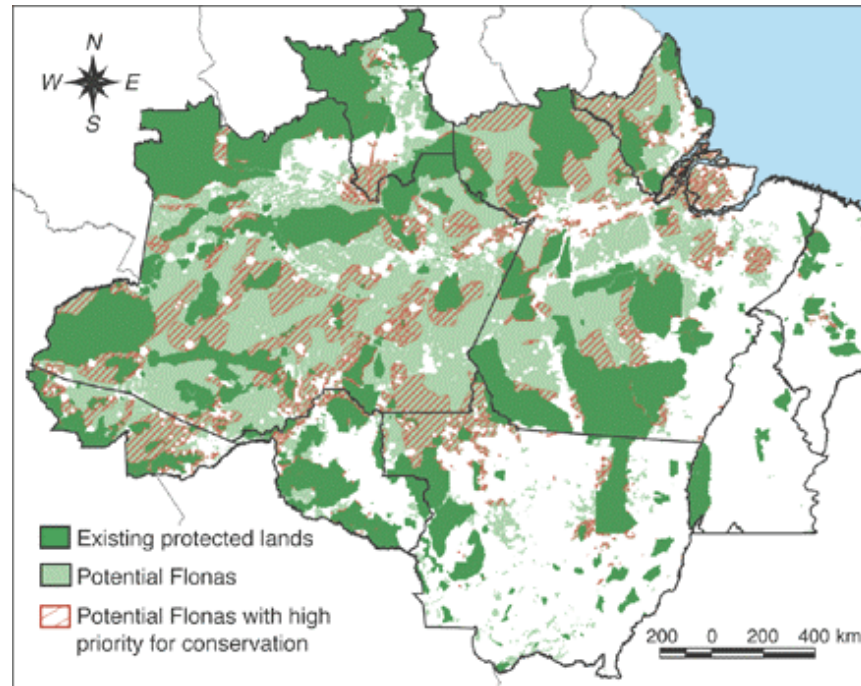 N
W E
S
Existing protected lands
Potential Flonas
Potential Flonas with high
priority for conservation
200 0 200 400 km